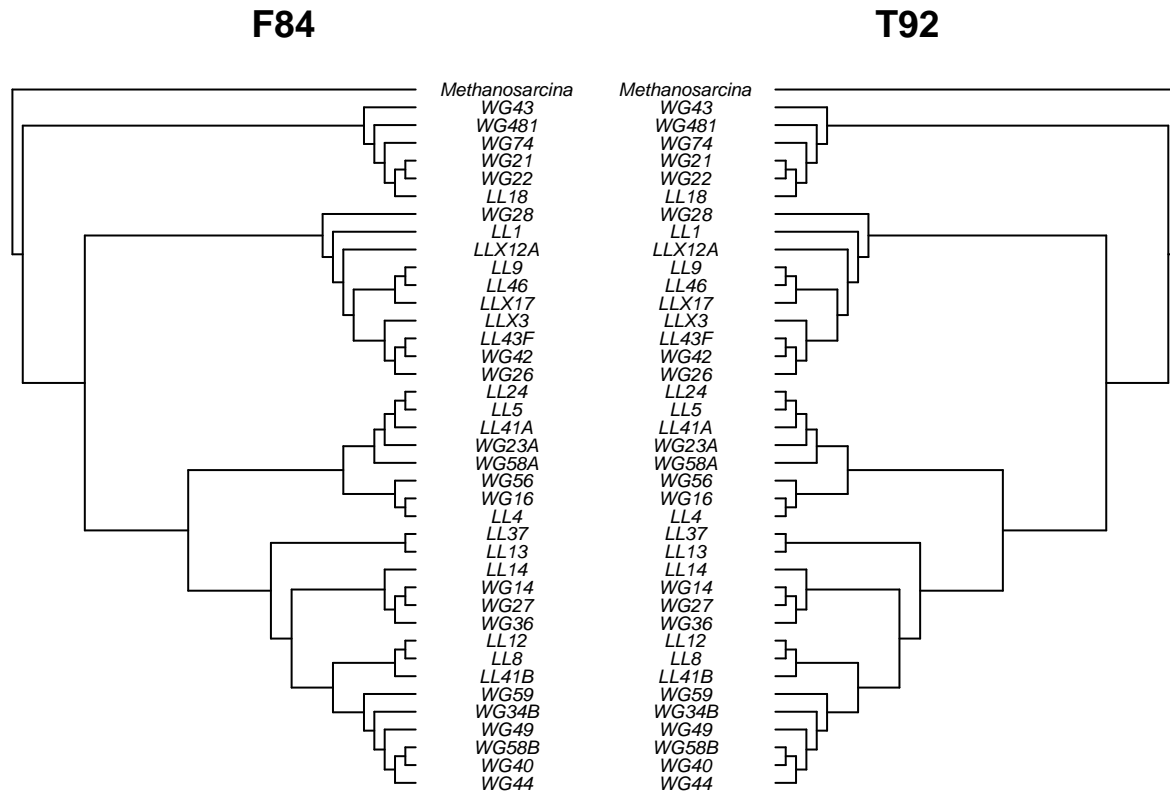 F84 T92
Methanosarcina Methanosarcina
WG43 WG43
WG481 WG481
WG74 WG74
WG21 WG21
WG22 WG22
LL18 LL18
WG28 WG28
LL1 LL1
LLX12A LLX12A
LL9 LL9
LL46 LL46
LLX17 LLX17
LLX3 LLX3
LL43F LL43F
WG42 WG42
WG26 WG26
LL24 LL24
LL5 LL5
LL41A LL41A
WG23A WG23A
WG58A WG58A
WG56 WG56
WG16 WG16
LL4 LL4
LL37 LL37
LL13 LL13
LL14 LL14
WG14 WG14
WG27 WG27
WG36 WG36
LL12 LL12
LL8 LL8
LL41B LL41B
WG59 WG59
WG34B WG34B
WG49 WG49
WG58B WG58B
WG40 WG40
WG44 WG44